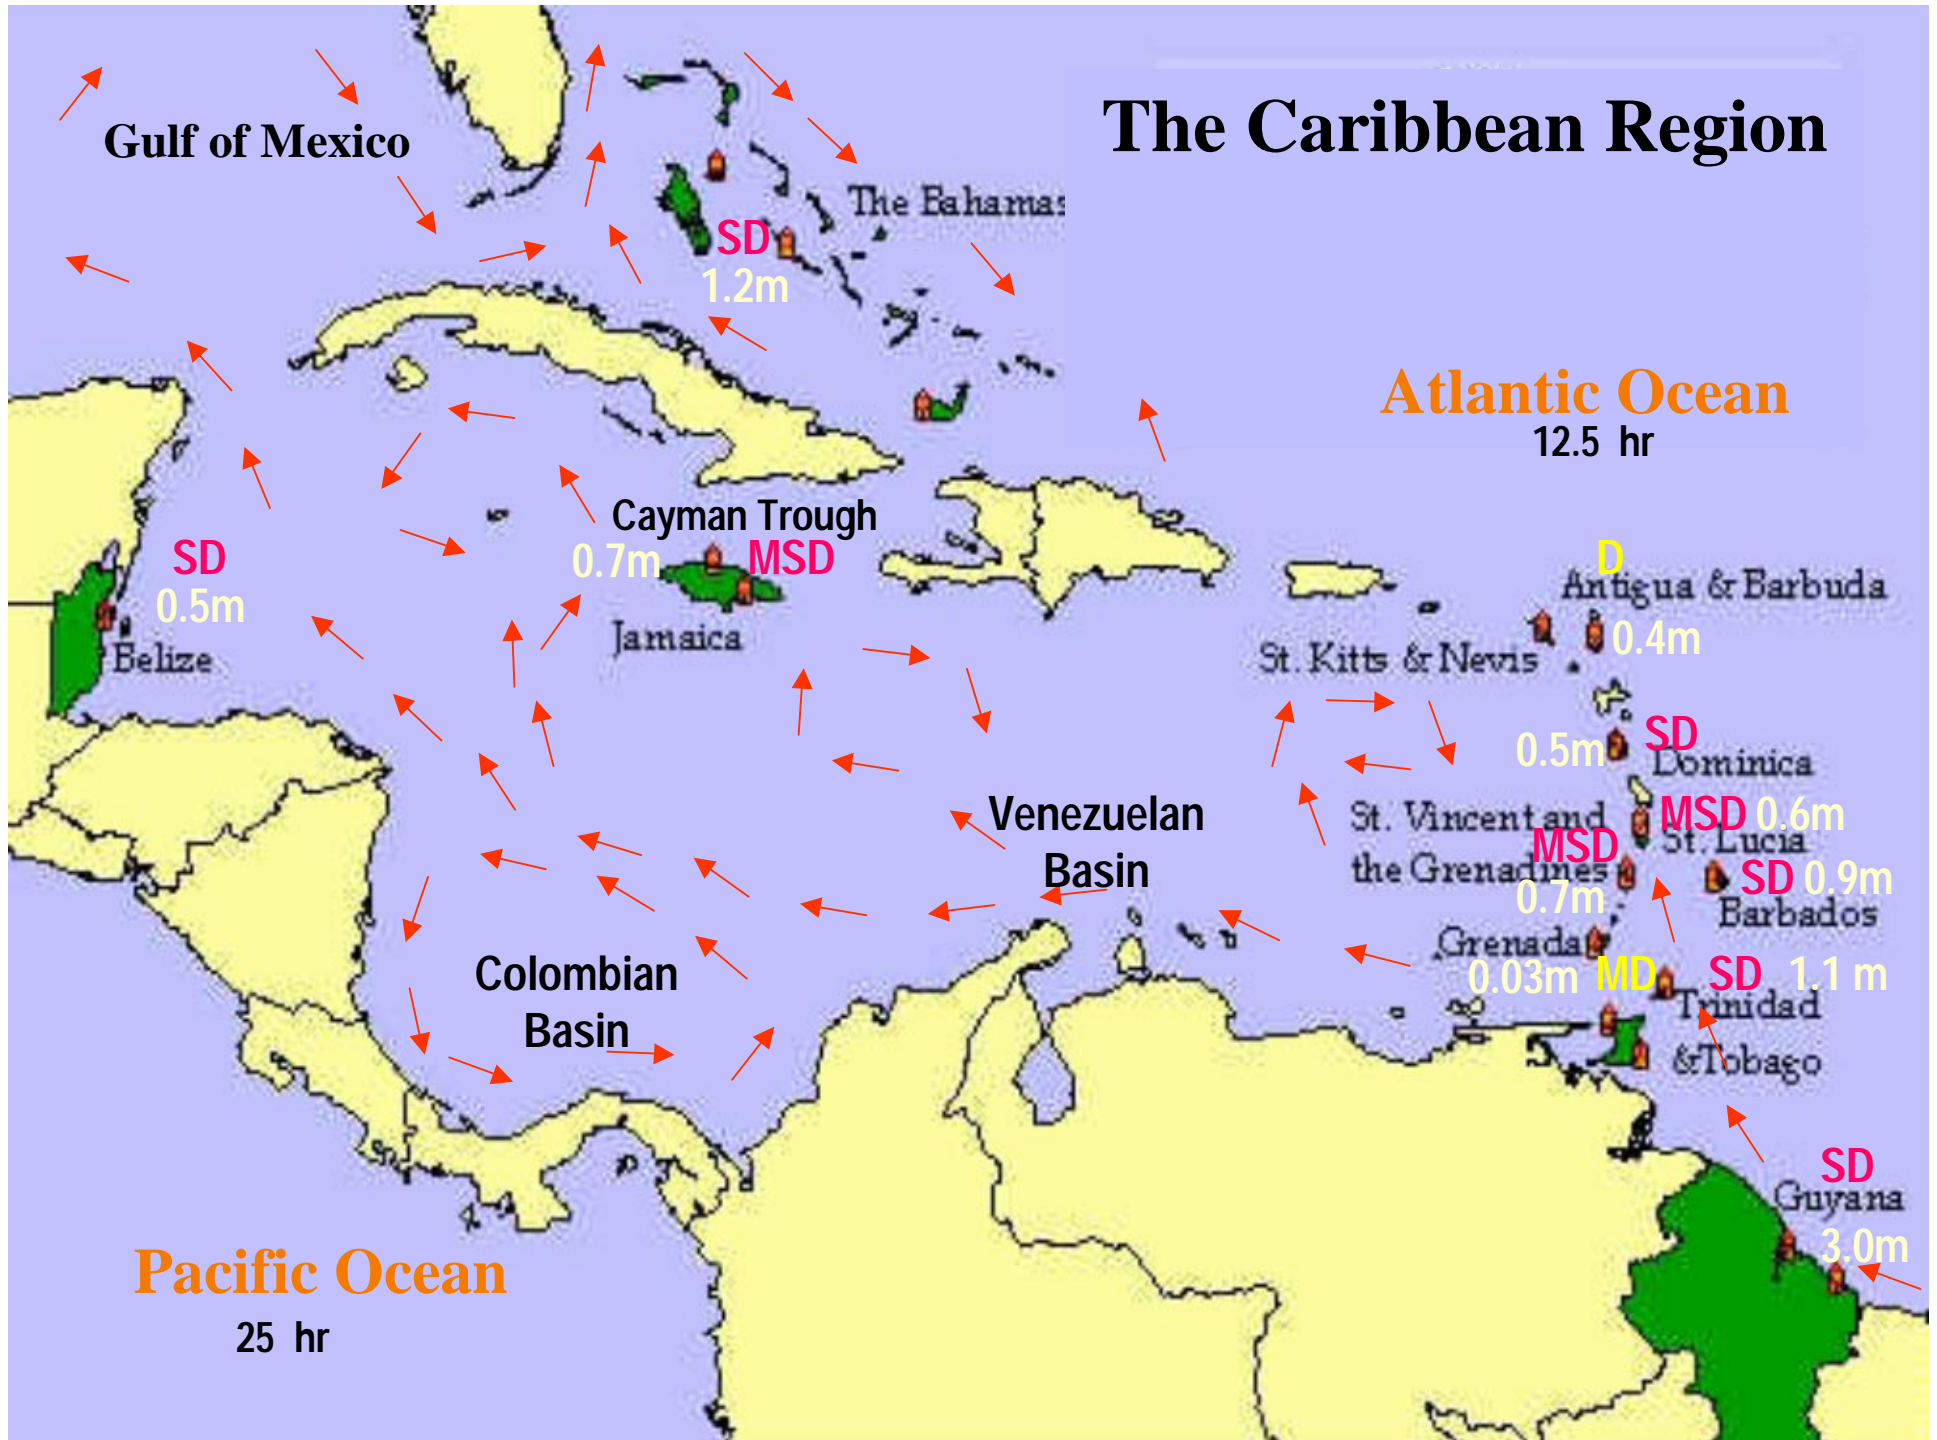 The Caribbean Region
Gulf of Mexico
The Bahamas
SD
1.2m
Atlantic Ocean
12.5 hr
Cayman Trough
0.7m MSD
Jamaica
SD
0.5m
Belize
D
Antigua & Barbuda
0.4m
St. Kitts & Nevis
0.5m SD
Dominica
Venezuelan
Basin
MSD 0.6m
St. Lucia
St. Vincent and
the Grenadines
MSD
0.7m
SD 0.9m
Barbados
Grenada
0.03m MD
SD 1.1 m
Trinidad
&Tobago
Colombian
Basin
SD
Guyana
3.0m
Pacific Ocean
25 hr